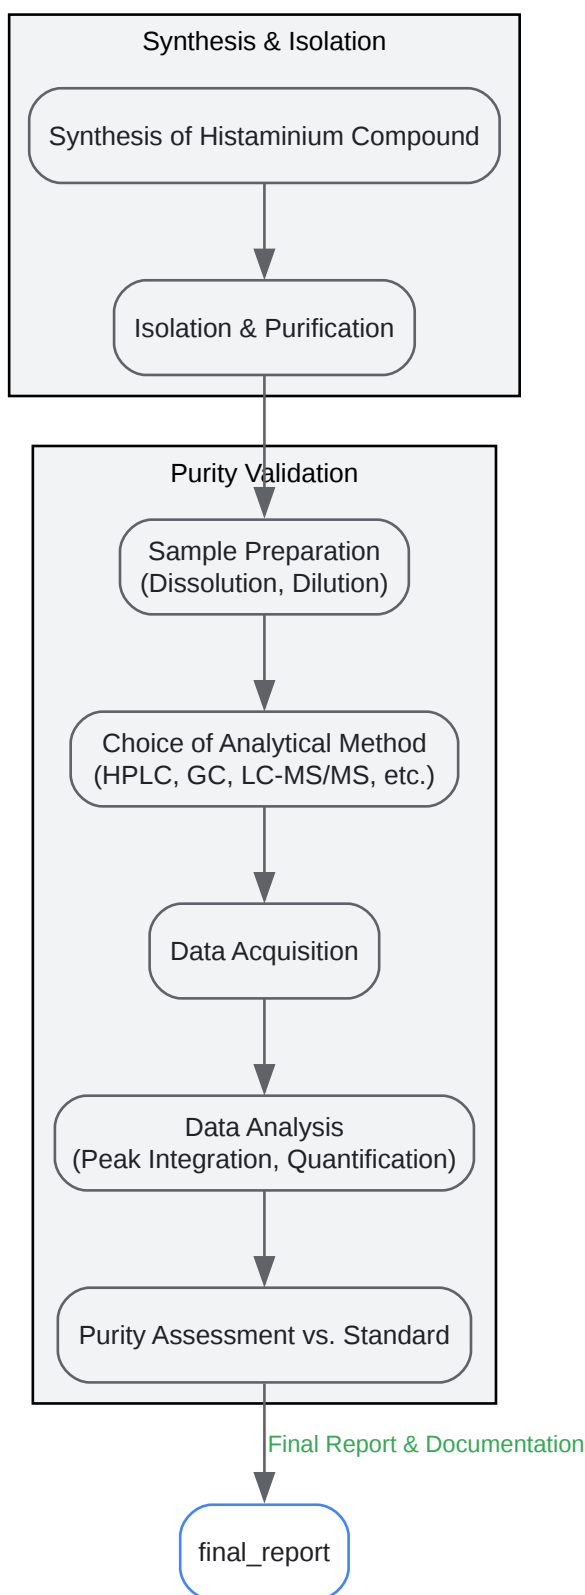 Synthesis & Isolation
Synthesis of Histaminium Compound
Isolation & Purification
Purity Validation
Sample Preparation
(Dissolution, Dilution)
Choice of Analytical Method
(HPLC, GC, LC-MS/MS, etc.)
Data Acquisition
Data Analysis
(Peak Integration, Quantification)
Purity Assessment vs. Standard
Final Report & Documentation
final_report